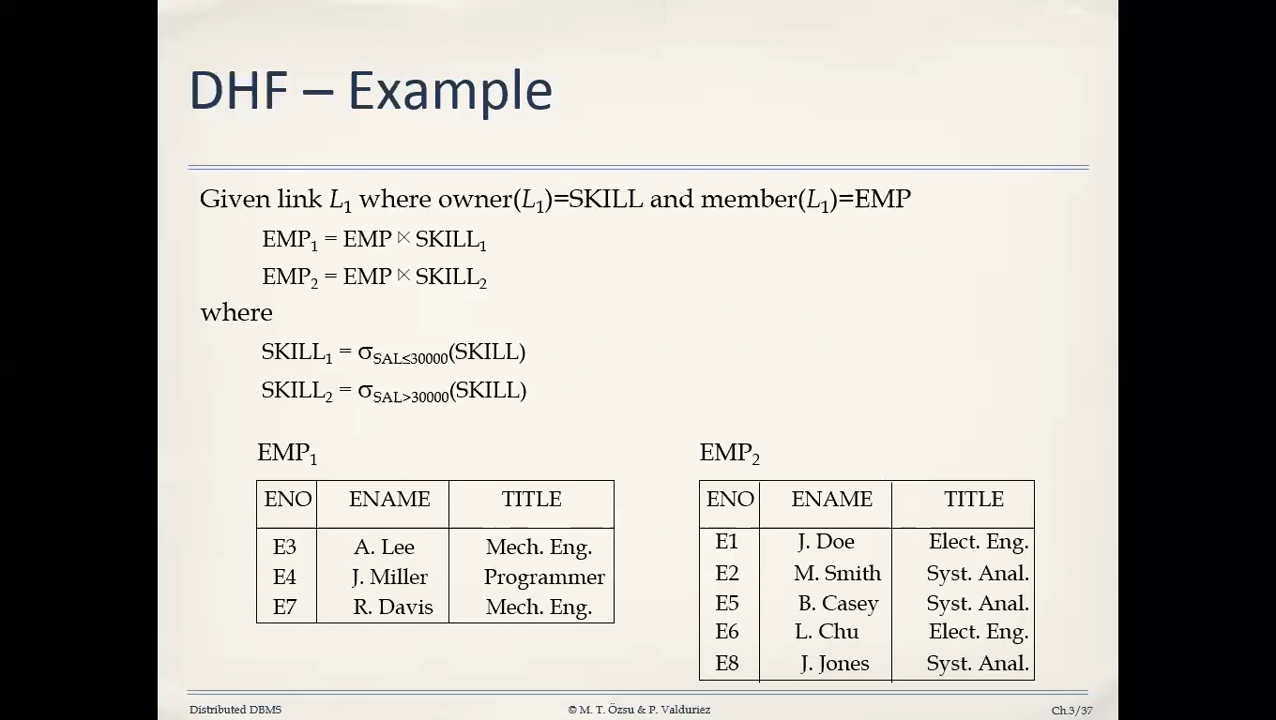 DHF – Example
Given link L1 where owner(L1)=SKILL and member(L1)=EMP
EMP1 = EMP ⋉ SKILL1
EMP2 = EMP ⋉ SKILL2
where
SKILL1 = σSAL≤30000(SKILL)
SKILL2 = σSAL>30000(SKILL)
EMP1
ENO ENAME TITLE
E3 A. Lee Mech. Eng.
E4 J. Miller Programmer
E7 R. Davis Mech. Eng.
EMP2
ENO ENAME TITLE
E1 J. Doe Elect. Eng.
E2 M. Smith Syst. Anal.
E5 B. Casey Syst. Anal.
E6 L. Chu Elect. Eng.
E8 J. Jones Syst. Anal.
Distributed DBMS © M. T. Özsu & P. Valduriez Ch.3/37